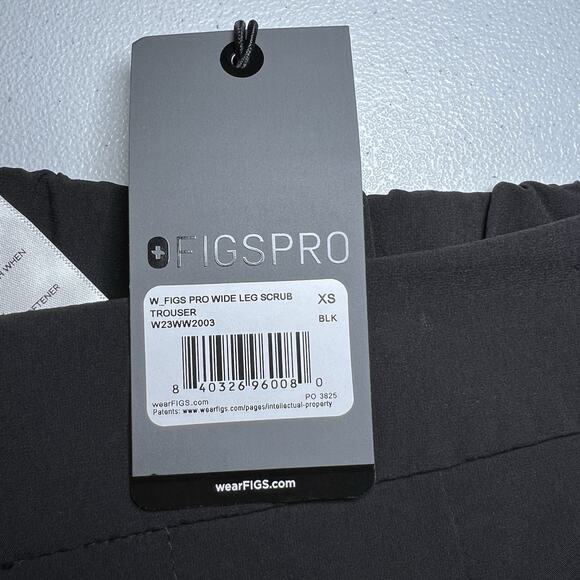 FIGSPRO
W_FIGS PRO WIDE LEG SCRUB XS
TROUSER BLK
W23WW2003
8 40326 96008 0
wearFIGS.com PO 3825
Patents: www.wearfigs.com/pages/intellectual-property
wearFIGS.com
WHEN